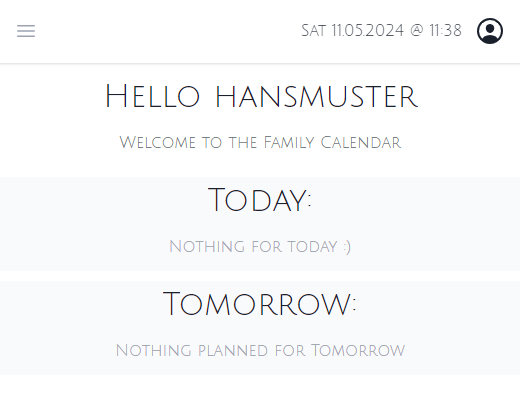 Sat 11.05.2024 @ 11:38
Hello hansmuster
Welcome to the Family Calendar
Today:
Nothing for today :)
Tomorrow:
Nothing planned for Tomorrow